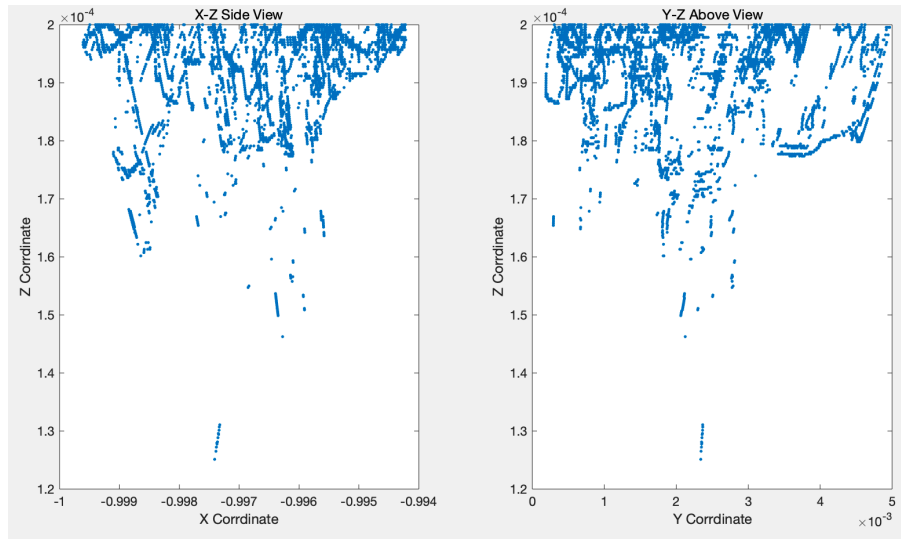 X-Z Side View
×10⁻⁴
2
1.9
1.8
1.7
1.6
1.5
1.4
1.3
1.2
Z Corrdinate
-1 -0.999 -0.998 -0.997 -0.996 -0.995 -0.994
X Corrdinate
Y-Z Above View
×10⁻⁴
2
1.9
1.8
1.7
1.6
1.5
1.4
1.3
1.2
Z Corrdinate
0 1 2 3 4 5
Y Corrdinate
×10⁻³